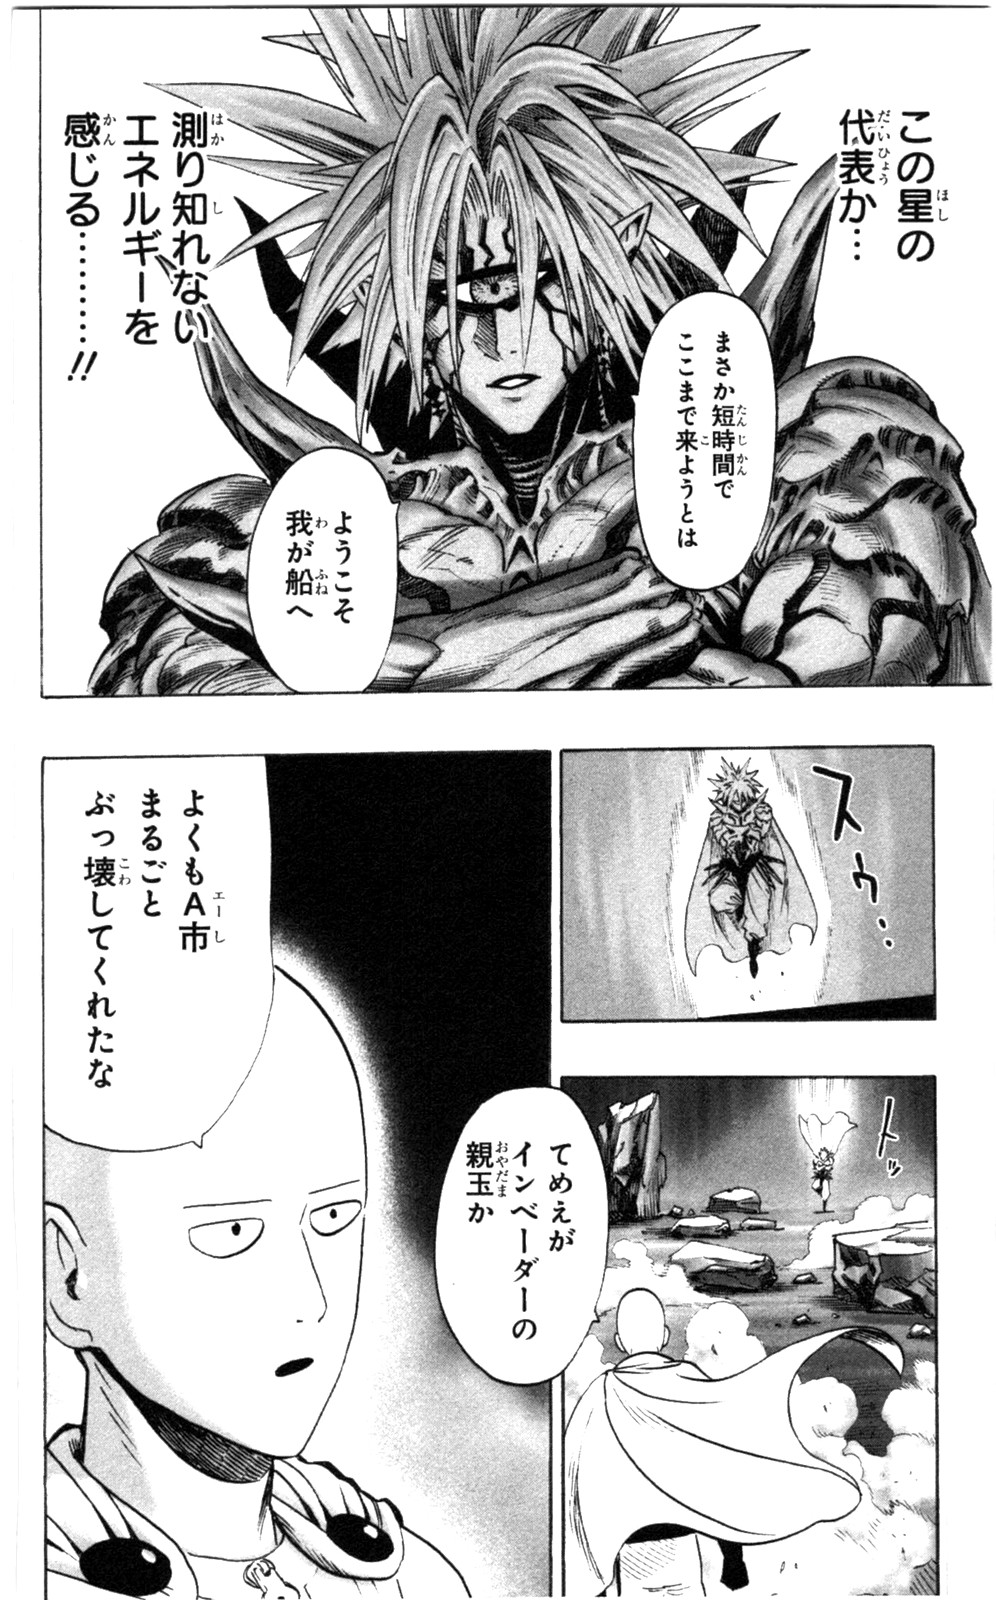 この星の
代表か…
まさか短時間で
ここまで来ようとは
ようこそ
我が船へ
測り知れない
エネルギーを
感じる………!!
スゥ…
トッ
てめえが
インベーダーの
親玉か
よくもA市
まるごと
ぶっ壊してくれたな